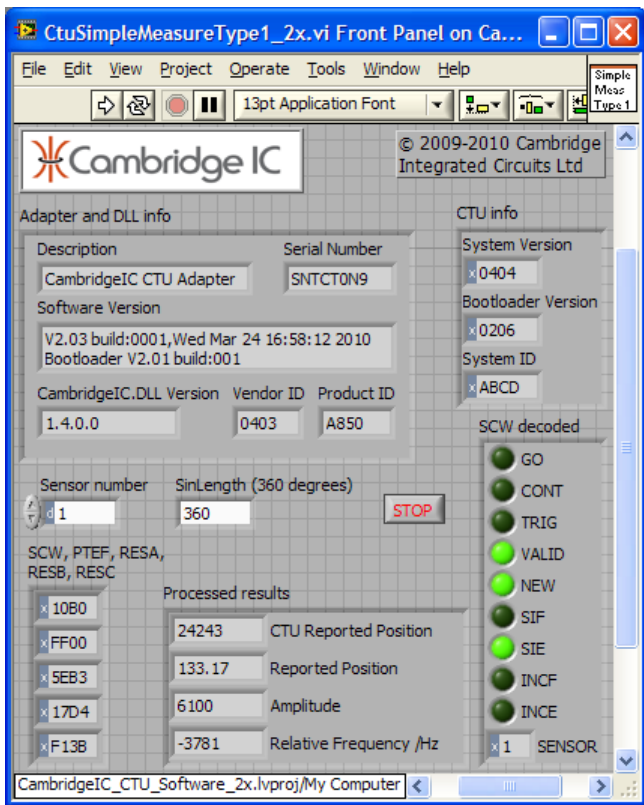 CtuSimpleMeasureType1_2x.vi Front Panel on Ca...
File Edit View Project Operate Tools Window Help
13pt Application Font
Simple
Meas
Type 1
Cambridge IC
© 2009-2010 Cambridge
Integrated Circuits Ltd
Adapter and DLL info
Description
Serial Number
CambridgeIC CTU Adapter
SNTCT0N9
Software Version
V2.03 build:0001,Wed Mar 24 16:58:12 2010
Bootloader V2.01 build:001
CambridgeIC.DLL Version
Vendor ID
Product ID
1.4.0.0
0403
A850
CTU info
System Version
x 0404
Bootloader Version
x 0206
System ID
x ABCD
Sensor number
d 1
SinLength (360 degrees)
360
STOP
SCW decoded
GO
CONT
TRIG
VALID
NEW
SIF
SIE
INCF
INCE
x 1 SENSOR
SCW, PTEF, RESA,
RESB, RESC
x 10B0
x FF00
x 5EB3
x 17D4
x F13B
Processed results
24243 CTU Reported Position
133.17 Reported Position
6100 Amplitude
-3781 Relative Frequency /Hz
CambridgeIC_CTU_Software_2x.lvproj/My Computer